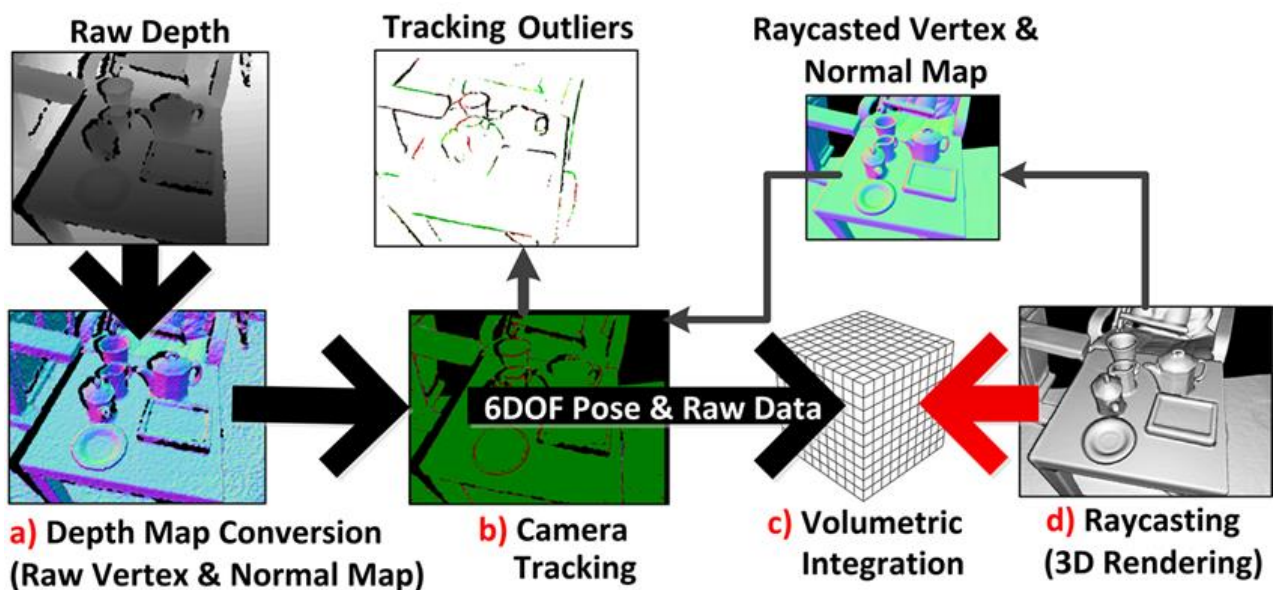 Raw Depth
Tracking Outliers
Raycasted Vertex &
Normal Map
6DOF Pose & Raw Data
a) Depth Map Conversion
(Raw Vertex & Normal Map)
b) Camera
Tracking
c) Volumetric
Integration
d) Raycasting
(3D Rendering)